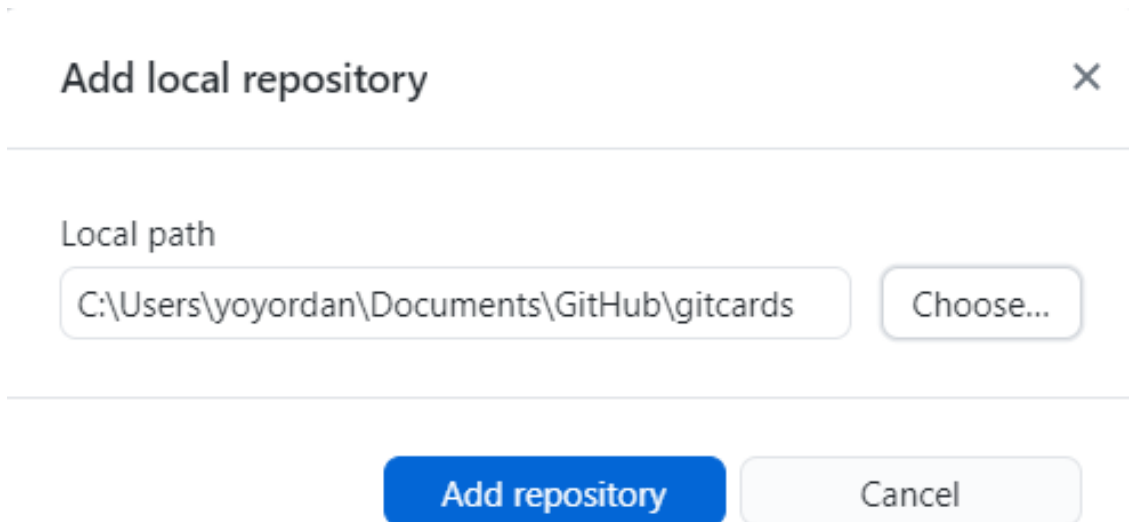 Add local repository
Local path
C:\Users\yoyordan\Documents\GitHub\gitcards
Choose...
Add repository
Cancel